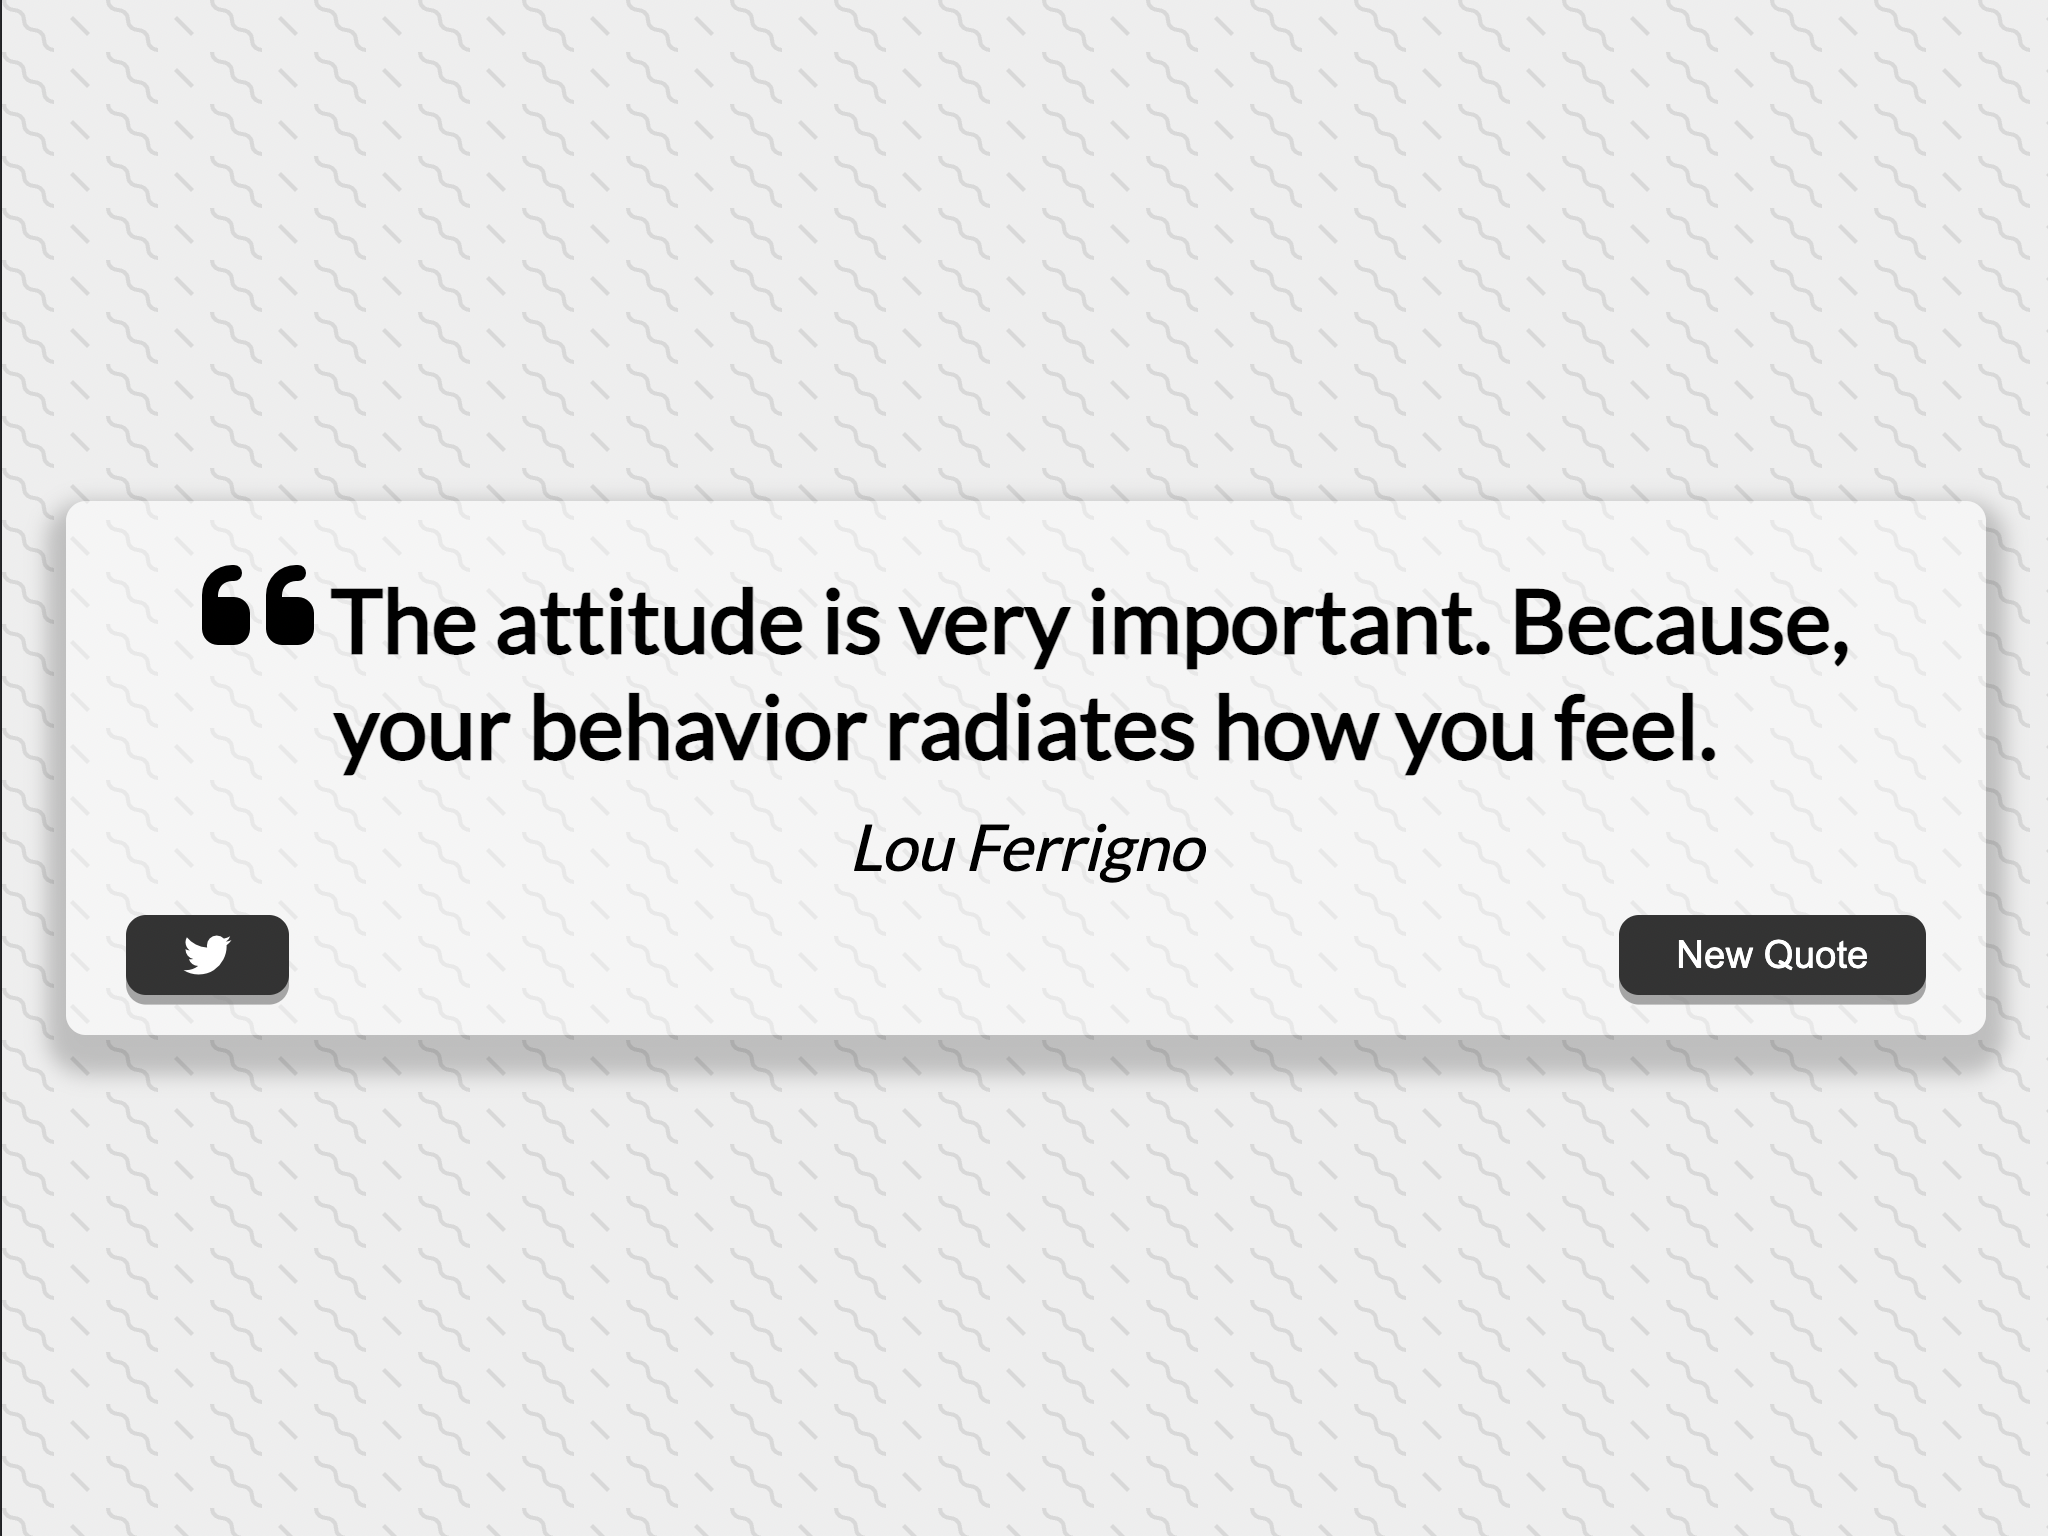 The attitude is very important. Because,
your behavior radiates how you feel.
Lou Ferrigno
New Quote